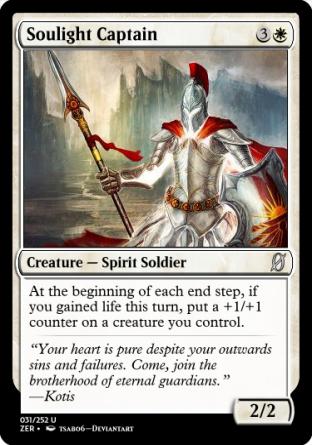 Soulight Captain 3
Creature — Spirit Soldier
At the beginning of each end step, if
you gained life this turn, put a +1/+1
counter on a creature you control.
“Your heart is pure despite your outwards
sins and failures. Come, join the
brotherhood of eternal guardians.”
—Kotis
2/2
031/252 U
ZER • TSABO6–DEVIANTART